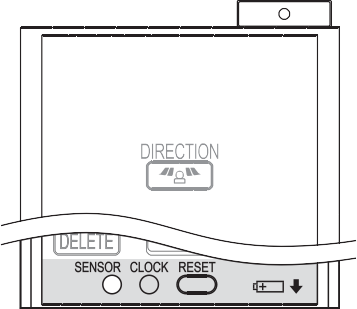 DIRECTION
DELETE
SENSOR CLOCK RESET